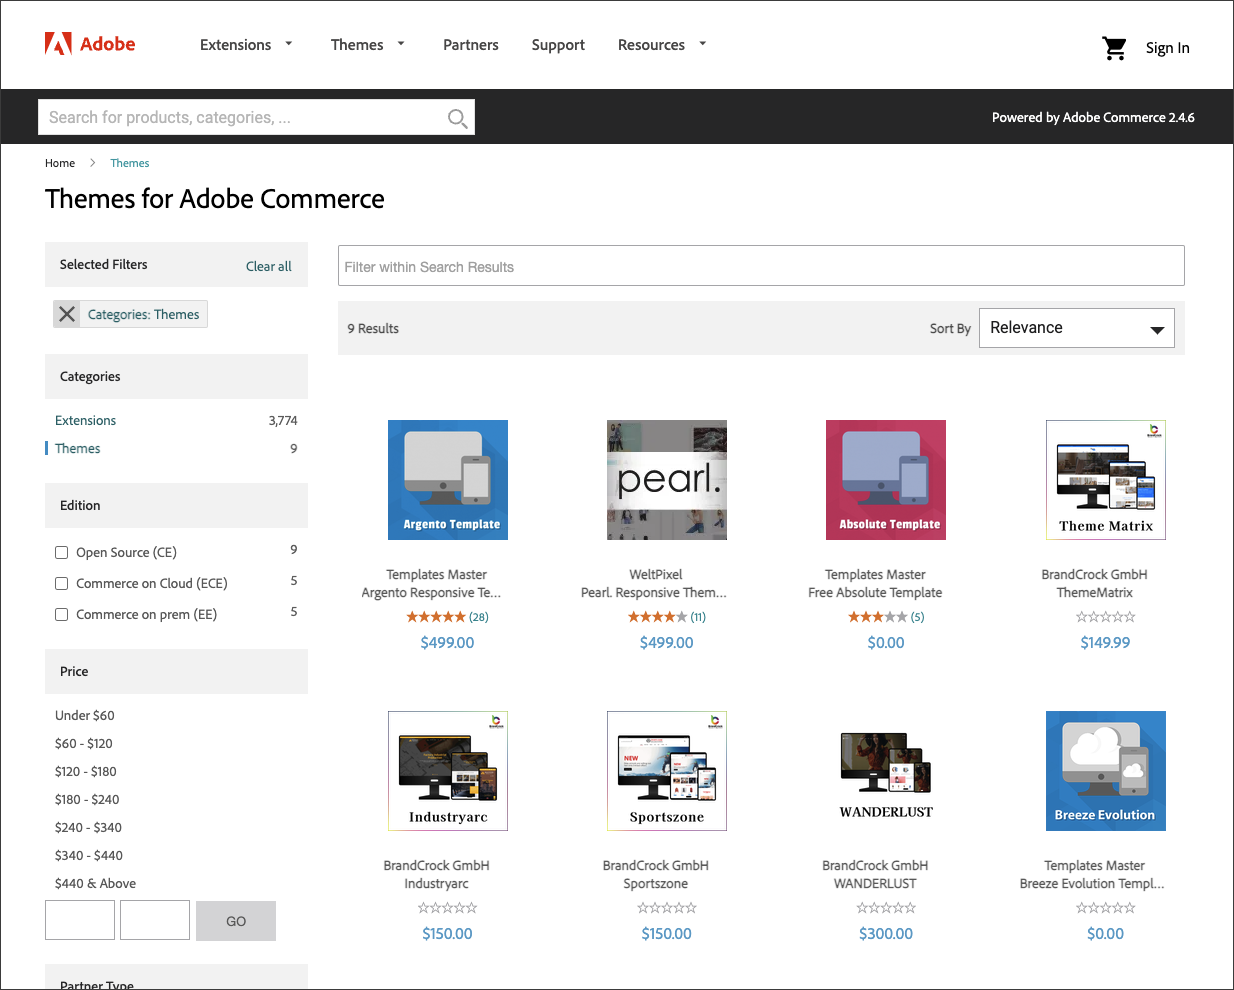 Adobe
Extensions
Themes
Partners
Support
Resources
Sign In
Search for products, categories, ...
Powered by Adobe Commerce 2.4.6
Home
Themes
Themes for Adobe Commerce
Selected Filters
Clear all
Categories: Themes
Categories
Extensions 3,774
Themes 9
Edition
Open Source (CE) 9
Commerce on Cloud (ECE) 5
Commerce on prem (EE) 5
Price
Under $60
$60 - $120
$120 - $180
$180 - $240
$240 - $340
$340 - $440
$440 & Above
GO
Partner Type
Filter within Search Results
9 Results
Sort By
Relevance
Argento Template
Templates Master
Argento Responsive Te...
(28)
$499.00
pearl.
WeltPixel
Pearl. Responsive Them...
(11)
$499.00
Absolute Template
Templates Master
Free Absolute Template
(5)
$0.00
Theme Matrix
BrandCrock GmbH
ThemeMatrix
$149.99
Industryarc
BrandCrock GmbH
Industryarc
$150.00
NEW
Sportszone
BrandCrock GmbH
Sportszone
$150.00
WANDERLUST
BrandCrock GmbH
WANDERLUST
$300.00
Breeze Evolution
Templates Master
Breeze Evolution Templ...
$0.00